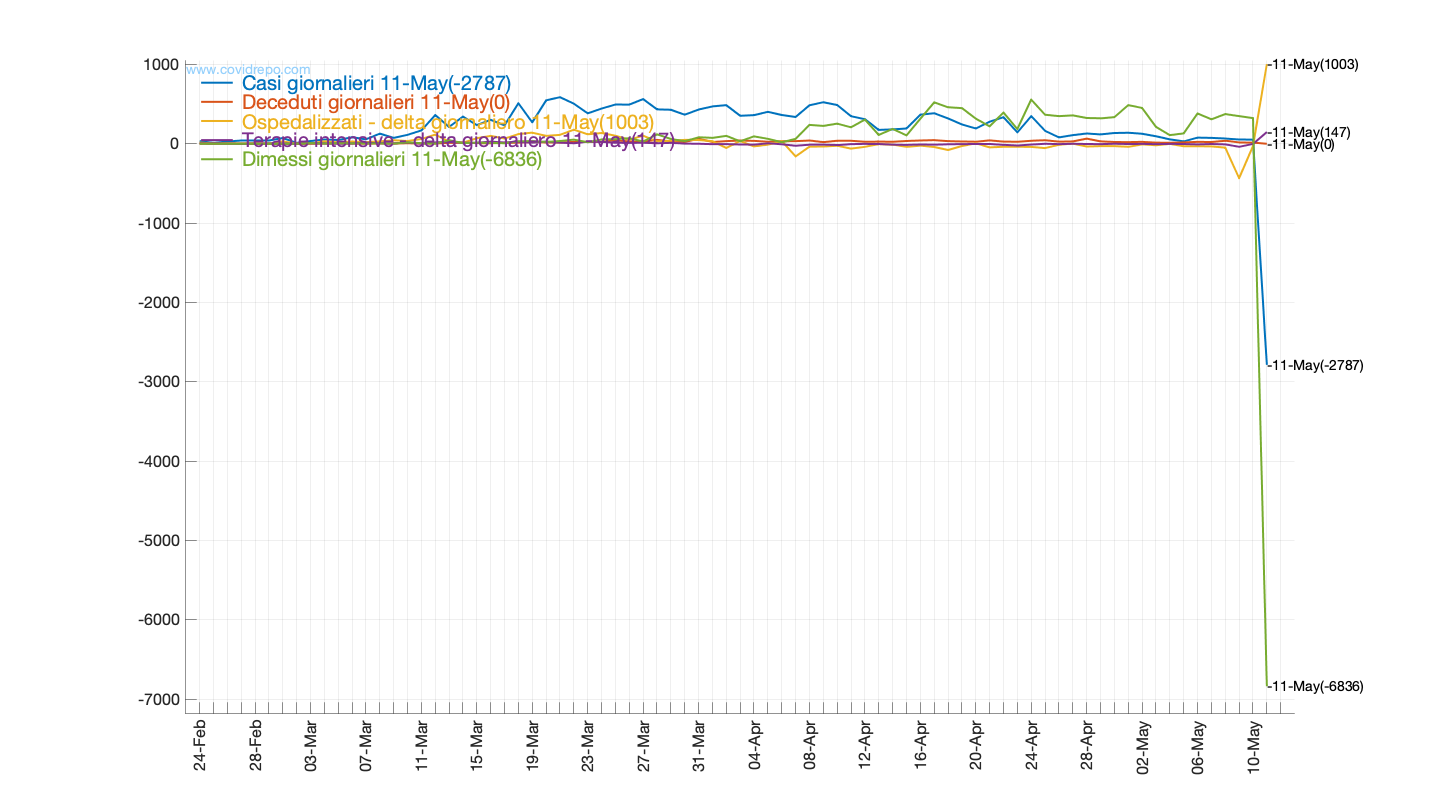 1000
0
-1000
-2000
-3000
-4000
-5000
-6000
-7000
www.covidrepo.com
Casi giornalieri 11-May(-2787)
Deceduti giornalieri 11-May(0)
Ospedalizzati - delta giornaliero 11-May(1003)
Terapie intensive - delta giornaliero 11-May(147)
Dimessi giornalieri 11-May(-6836)
11-May(1003)
11-May(147)
11-May(0)
11-May(-2787)
11-May(-6836)
24-Feb
28-Feb
03-Mar
07-Mar
11-Mar
15-Mar
19-Mar
23-Mar
27-Mar
31-Mar
04-Apr
08-Apr
12-Apr
16-Apr
20-Apr
24-Apr
28-Apr
02-May
06-May
10-May